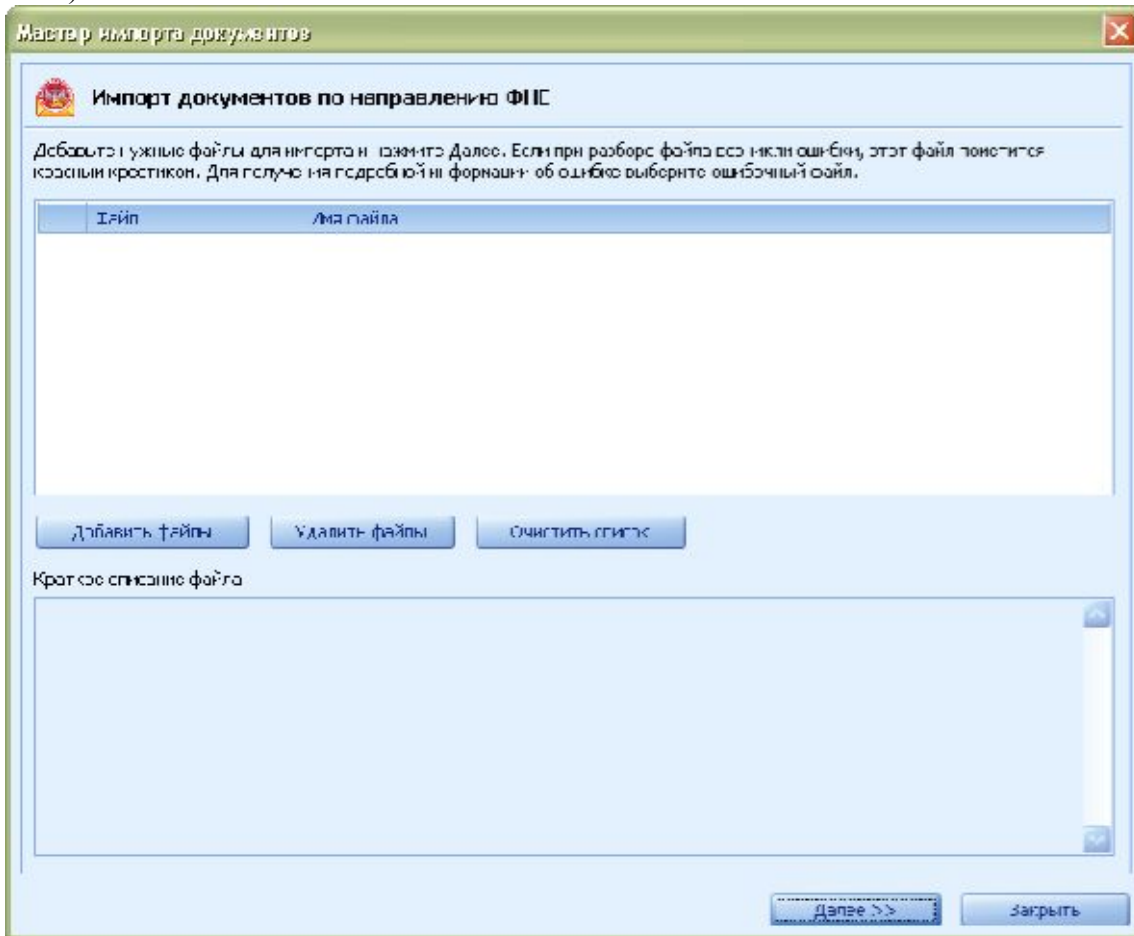 Мастер импорта документов
Импорт документов по направлению ФНС
Добавьте нужные файлы для импорта и нажмите Далее. Если при разборе файла возникли ошибки, этот файл пометится
красным крестиком. Для получения подробной информации об ошибке выберите ошибочный файл.
Файл Имя файла
Добавить файлы Удалить файлы Очистить список
Краткое описание файла
Далее >> Закрыть